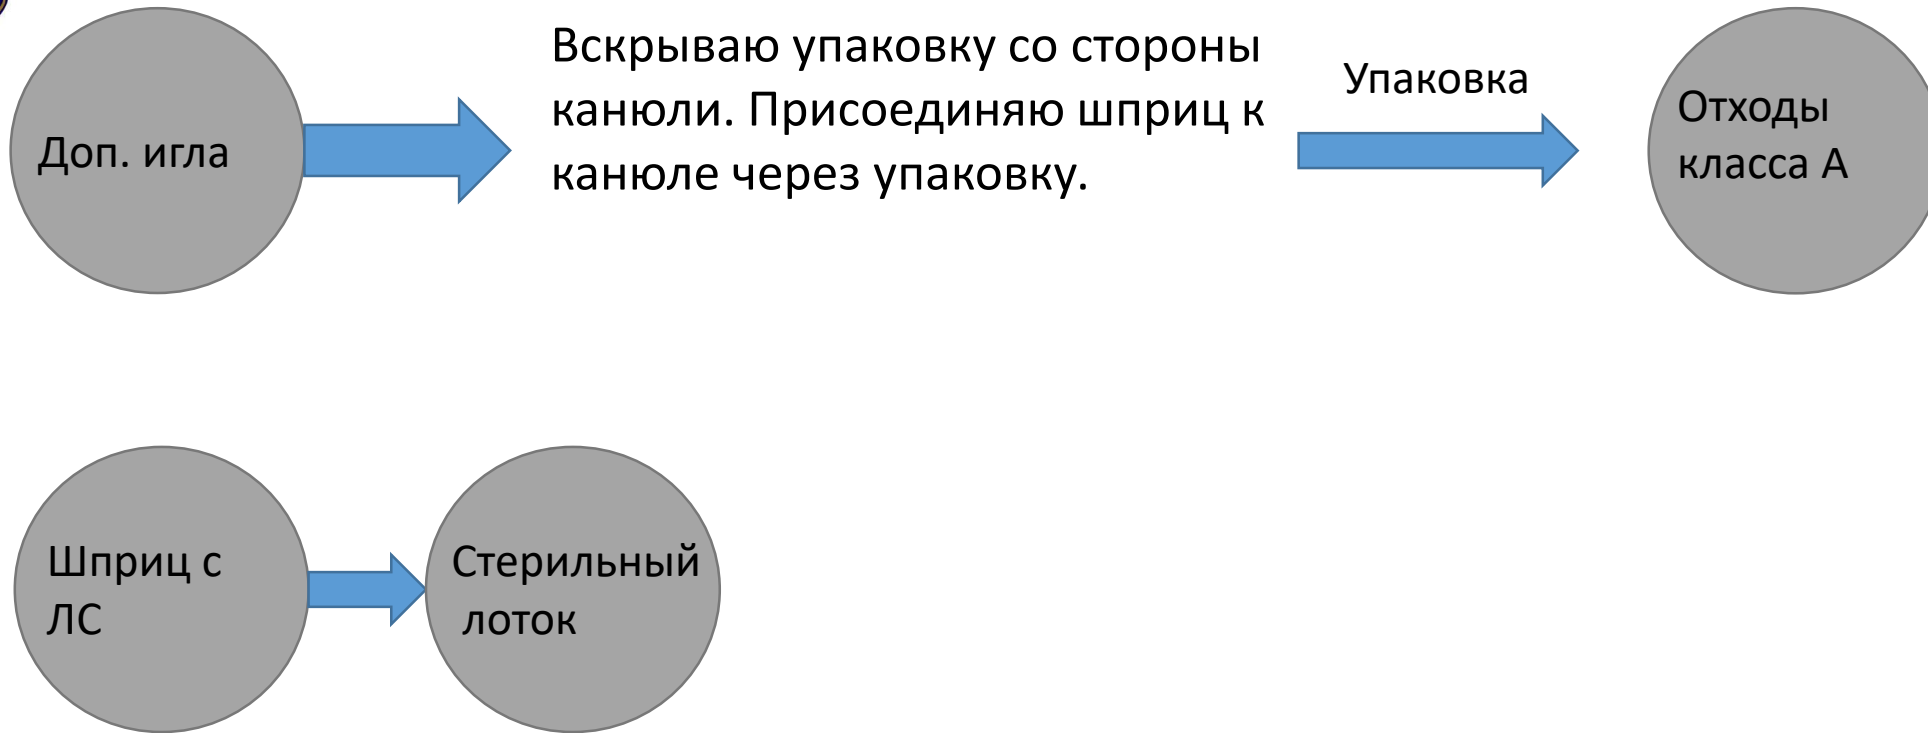 Доп. игла
Вскрываю упаковку со стороны
канюли. Присоединяю шприц к
канюле через упаковку.
Упаковка
Отходы
класса А
Шприц с
ЛС
Стерильный
лоток